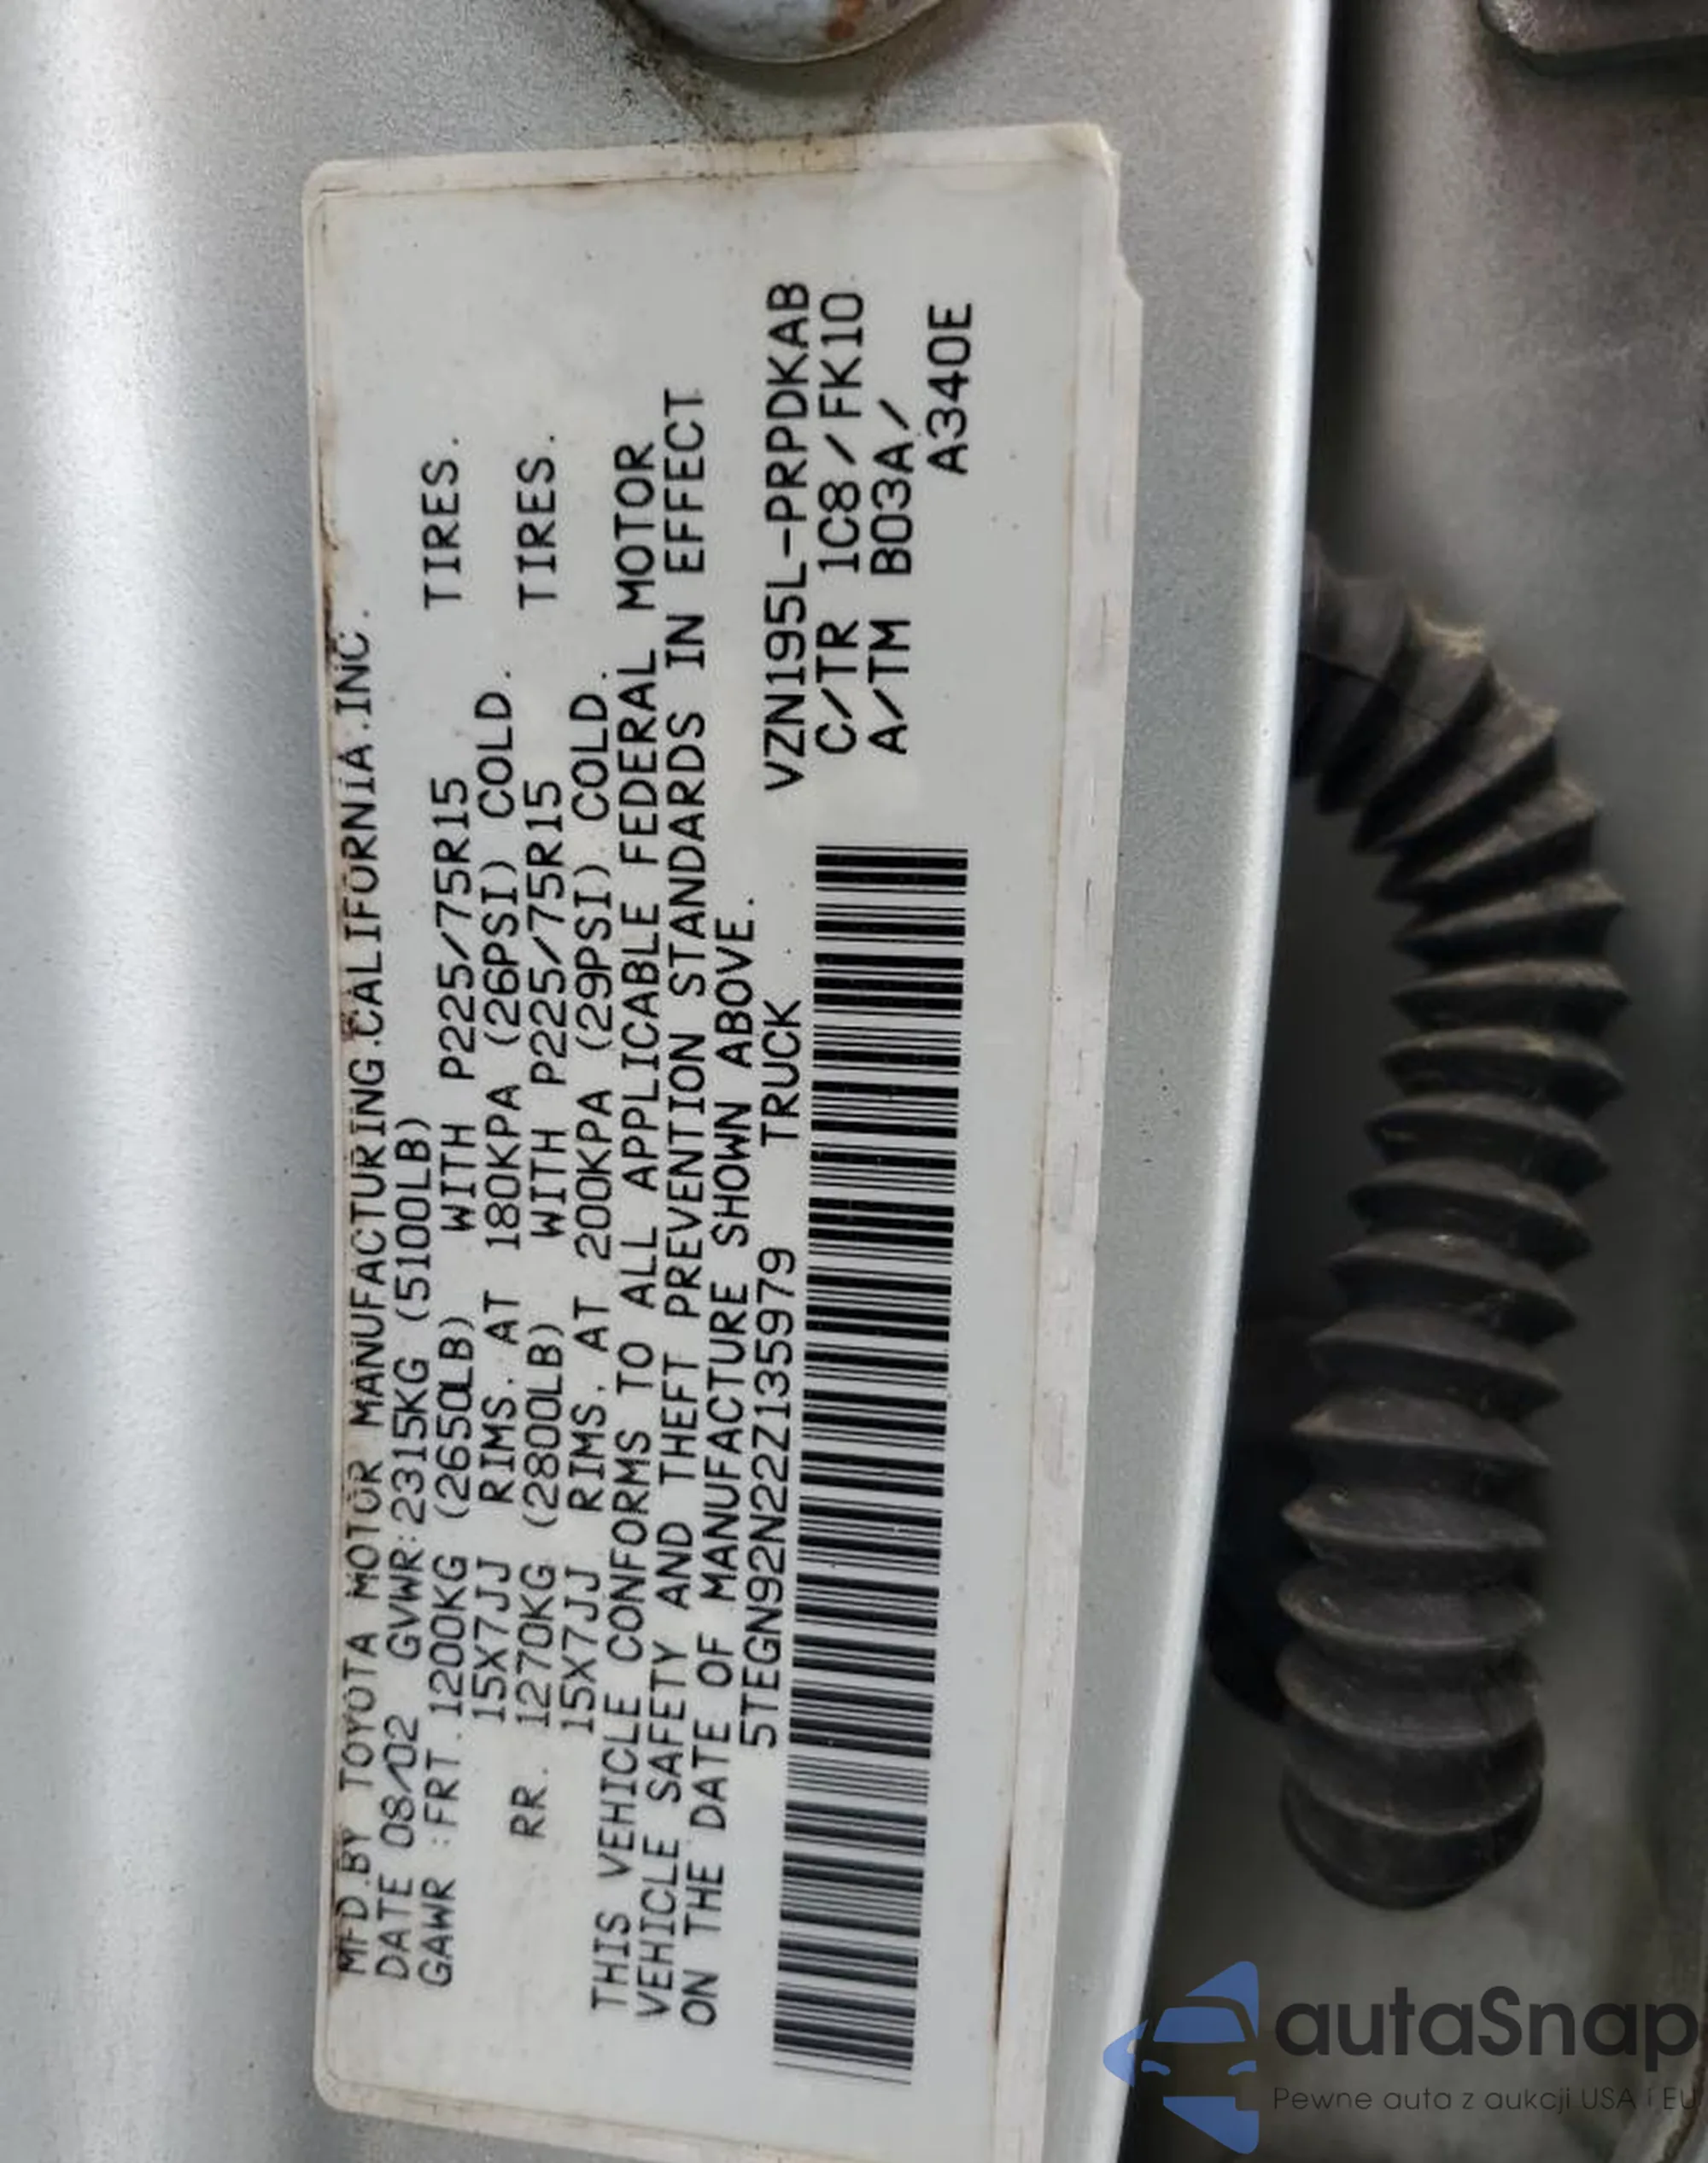 MFD.BY TOYOTA MOTOR MANUFACTURING.CALIFORNIA.INC.
DATE 08/02 GVWR:2315KG (5100LB)
GAWR :FRT.1200KG (2650LB) WITH P225/75R15 TIRES.
15X7JJ RIMS. AT 180KPA (26PSI) COLD.
RR. 1270KG (2800LB) WITH P225/75R15 TIRES.
15X7JJ RIMS. AT 200KPA (29PSI) COLD.
THIS VEHICLE CONFORMS TO ALL APPLICABLE FEDERAL MOTOR
VEHICLE SAFETY AND THEFT PREVENTION STANDARDS IN EFFECT
ON THE DATE OF MANUFACTURE SHOWN ABOVE.
5TEGN92N22Z135979 TRUCK
VZN195L-PRPDKAB
C/TR 1C8/FK10
A/TM B03A/
A340E
autaSnap
Pewne auta z aukcji USA i EU